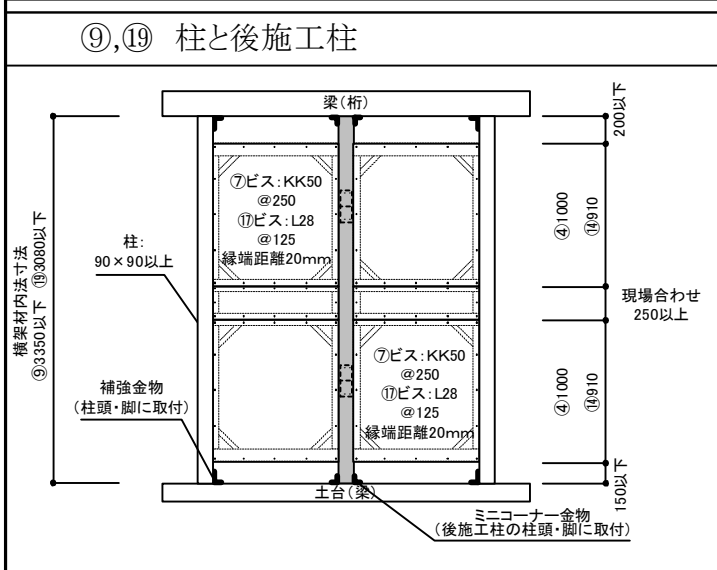 ⑨,⑲ 柱と後施工柱
梁(桁)
200以下
⑦ビス:KK50
@250
⑰ビス:L28
@125
縁端距離20mm
④1000
⑭910
柱:
90×90以上
横架材内法寸法
⑨3350以下 ⑲3080以下
現場合わせ
250以上
⑦ビス:KK50
@250
⑰ビス:L28
@125
縁端距離20mm
④1000
⑭910
補強金物
(柱頭・脚に取付)
土台(梁)
150以下
ミニコーナー金物
(後施工柱の柱頭・脚に取付)